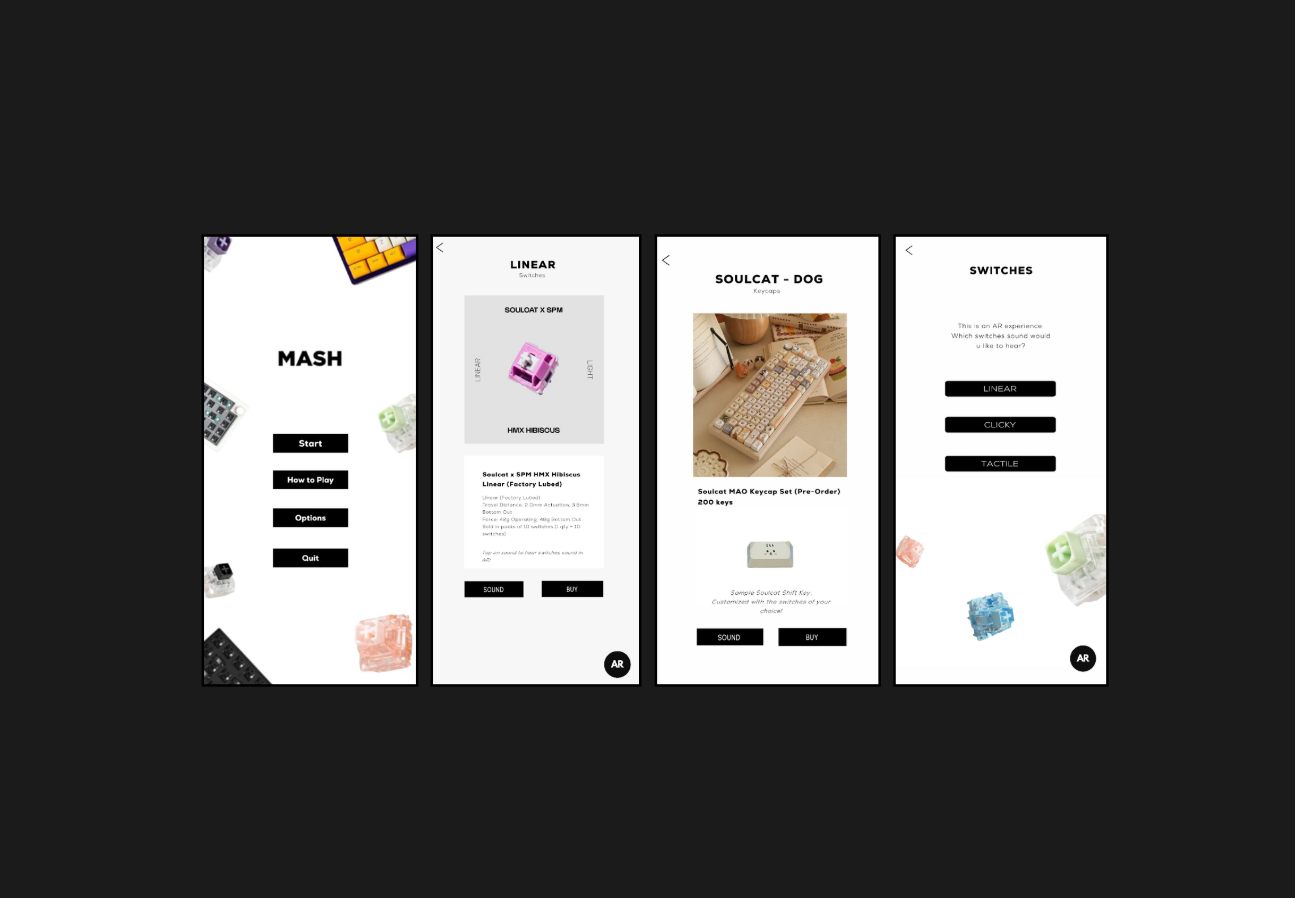 MASH
Start
How to Play
Options
Quit
LINEAR
Switches
SOULCAT X SPM
LINEAR
LIGHT
HMX HIBISCUS
Soulcat x SPM HMX Hibiscus
Linear (Factory Lubed)
Linear (Factory Lubed)
Travel Distance: 2.0mm Actuation, 3.5mm
Bottom Out
Operating, 48g Bottom Out
Sold in packs of 10 switches (1 qty = 10
switches)
Tap on sound to hear switches sound in
AR!
SOUND
BUY
AR
SOULCAT - DOG
Keycaps
Soulcat MAO Keycap Set (Pre-Order)
200 keys
Sample Soulcat Shift Key.
Customized with the switches of your
choice!
SOUND
BUY
SWITCHES
This is an AR experience.
Which switches sound would
u like to hear?
LINEAR
CLICKY
TACTILE
AR